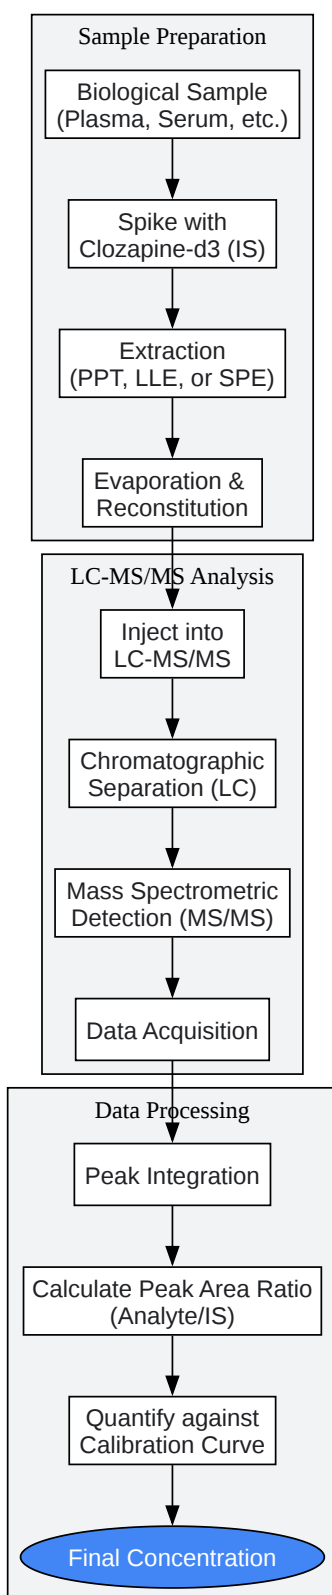 Sample Preparation
Biological Sample
(Plasma, Serum, etc.)
Spike with
Clozapine-d3 (IS)
Extraction
(PPT, LLE, or SPE)
Evaporation &
Reconstitution
LC-MS/MS Analysis
Inject into
LC-MS/MS
Chromatographic
Separation (LC)
Mass Spectrometric
Detection (MS/MS)
Data Acquisition
Data Processing
Peak Integration
Calculate Peak Area Ratio
(Analyte/IS)
Quantify against
Calibration Curve
Final Concentration